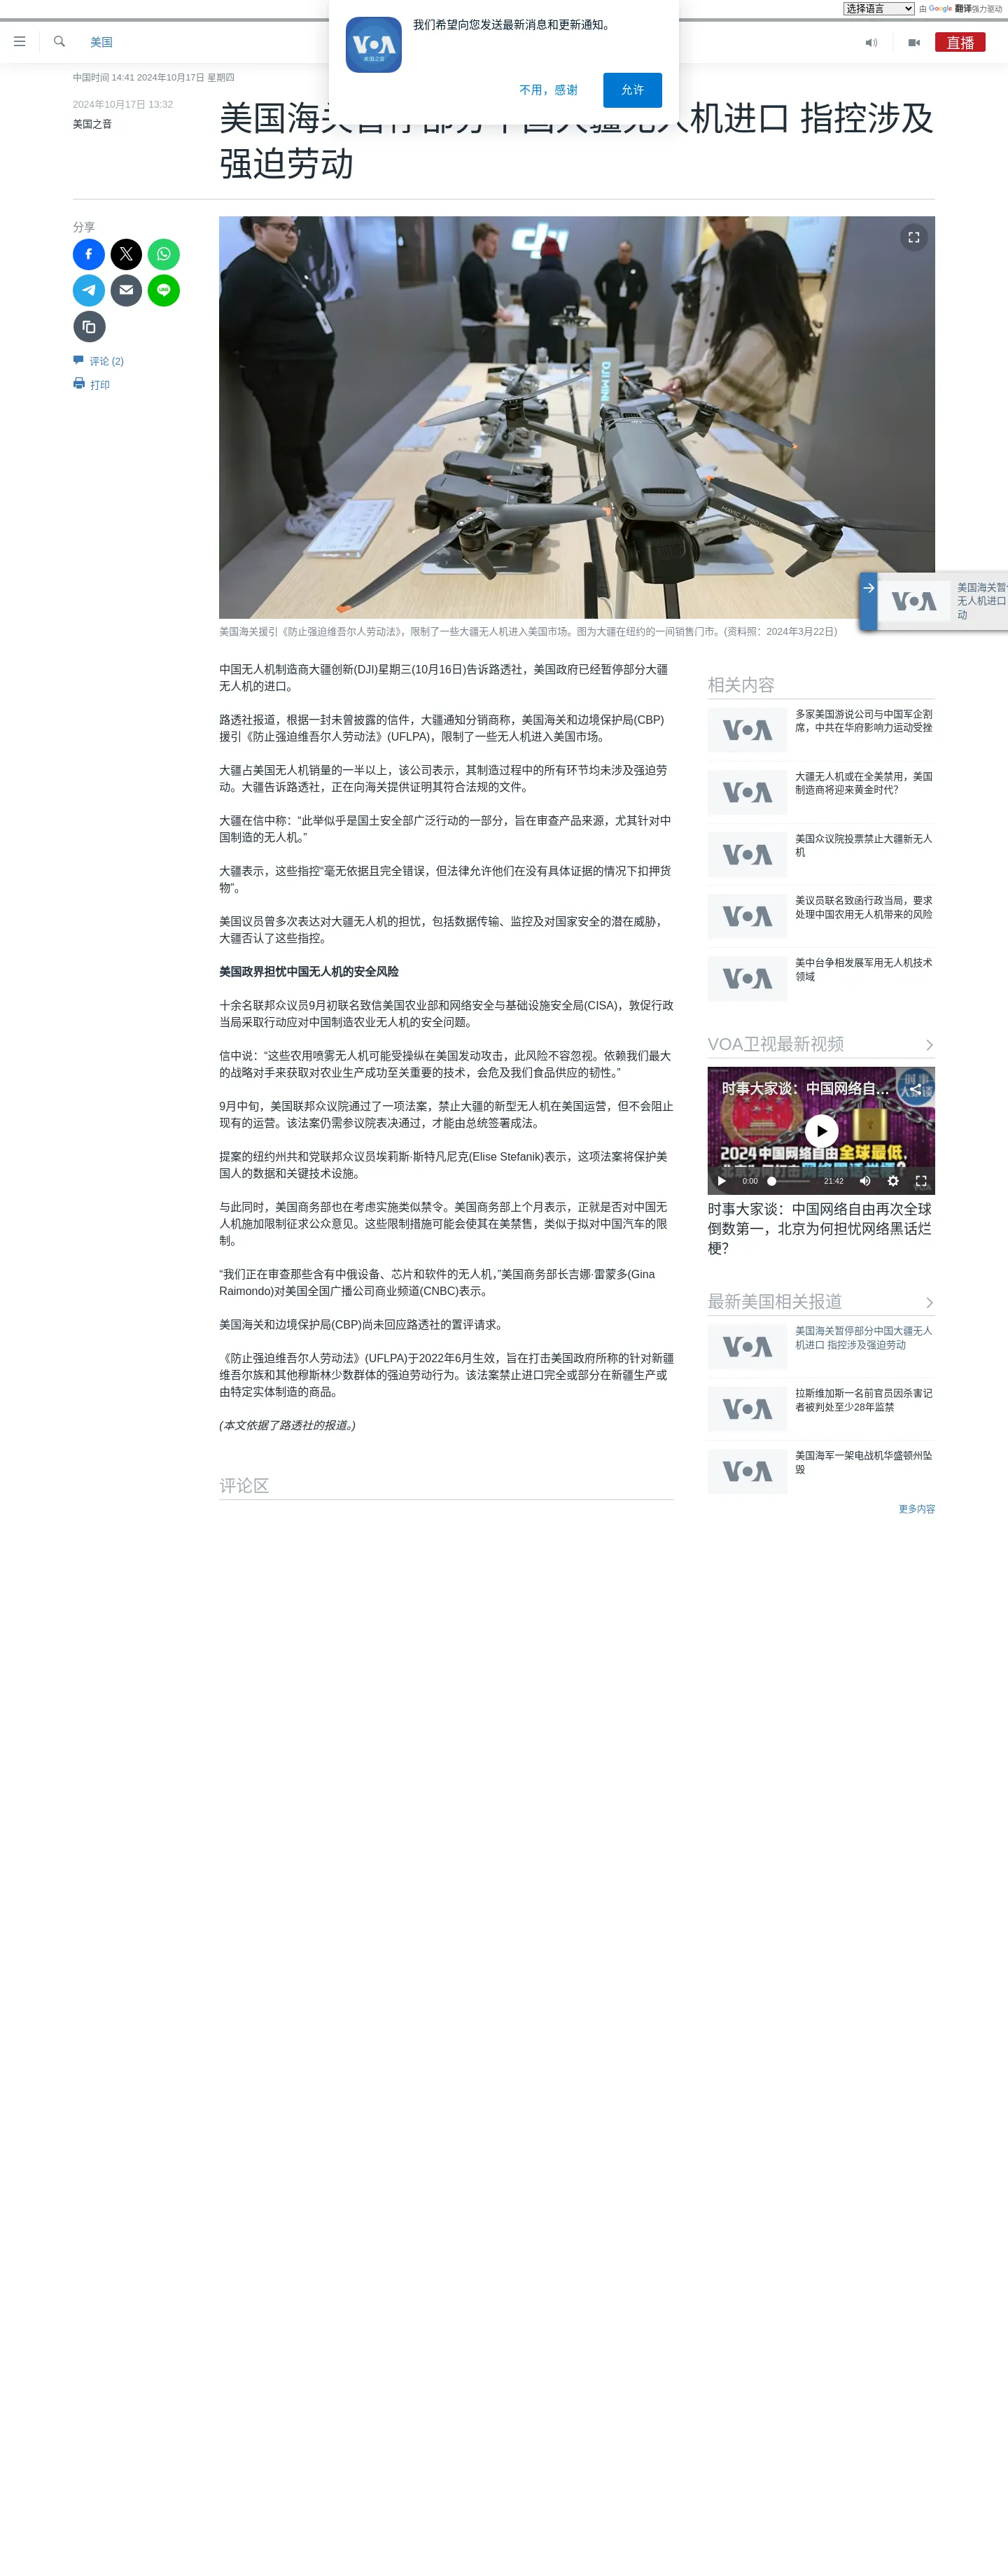 选择语言
由 Google 翻译强力驱动
我们希望向您发送最新消息和更新通知。
VOA
美国之音
不用，感谢
允许
美国
直播
中国时间 14:41 2024年10月17日 星期四
2024年10月17日 13:32
美国之音
美国海关暂停部分中国大疆无人机进口 指控涉及
强迫劳动
分享
评论 (2)
打印
dji
DJI MINI
MAVIC 3 PRO CINE
美国海关援引《防止强迫维吾尔人劳动法》，限制了一些大疆无人机进入美国市场。图为大疆在纽约的一间销售门市。(资料照：2024年3月22日)
VOA
美国海关暂
无人机进口
动
中国无人机制造商大疆创新(DJI)星期三(10月16日)告诉路透社，美国政府已经暂停部分大疆
无人机的进口。
路透社报道，根据一封未曾披露的信件，大疆通知分销商称，美国海关和边境保护局(CBP)
援引《防止强迫维吾尔人劳动法》(UFLPA)，限制了一些无人机进入美国市场。
大疆占美国无人机销量的一半以上，该公司表示，其制造过程中的所有环节均未涉及强迫劳
动。大疆告诉路透社，正在向海关提供证明其符合法规的文件。
大疆在信中称：“此举似乎是国土安全部广泛行动的一部分，旨在审查产品来源，尤其针对中
国制造的无人机。”
大疆表示，这些指控“毫无依据且完全错误，但法律允许他们在没有具体证据的情况下扣押货
物”。
美国议员曾多次表达对大疆无人机的担忧，包括数据传输、监控及对国家安全的潜在威胁，
大疆否认了这些指控。
美国政界担忧中国无人机的安全风险
十余名联邦众议员9月初联名致信美国农业部和网络安全与基础设施安全局(CISA)，敦促行政
当局采取行动应对中国制造农业无人机的安全问题。
信中说：“这些农用喷雾无人机可能受操纵在美国发动攻击，此风险不容忽视。依赖我们最大
的战略对手来获取对农业生产成功至关重要的技术，会危及我们食品供应的韧性。”
9月中旬，美国联邦众议院通过了一项法案，禁止大疆的新型无人机在美国运营，但不会阻止
现有的运营。该法案仍需参议院表决通过，才能由总统签署成法。
提案的纽约州共和党联邦众议员埃莉斯·斯特凡尼克(Elise Stefanik)表示，这项法案将保护美
国人的数据和关键技术设施。
与此同时，美国商务部也在考虑实施类似禁令。美国商务部上个月表示，正就是否对中国无
人机施加限制征求公众意见。这些限制措施可能会使其在美禁售，类似于拟对中国汽车的限
制。
“我们正在审查那些含有中俄设备、芯片和软件的无人机，”美国商务部长吉娜·雷蒙多(Gina
Raimondo)对美国全国广播公司商业频道(CNBC)表示。
美国海关和边境保护局(CBP)尚未回应路透社的置评请求。
《防止强迫维吾尔人劳动法》(UFLPA)于2022年6月生效，旨在打击美国政府所称的针对新疆
维吾尔族和其他穆斯林少数群体的强迫劳动行为。该法案禁止进口完全或部分在新疆生产或
由特定实体制造的商品。
(本文依据了路透社的报道。)
评论区
相关内容
VOA
多家美国游说公司与中国军企割
席，中共在华府影响力运动受挫
VOA
大疆无人机或在全美禁用，美国
制造商将迎来黄金时代？
VOA
美国众议院投票禁止大疆新无人
机
VOA
美议员联名致函行政当局，要求
处理中国农用无人机带来的风险
VOA
美中台争相发展军用无人机技术
领域
VOA卫视最新视频
时事大家谈：中国网络自...
时事
大家谈
2024中国网络自由全球最低，
北京为何打击网络黑话烂梗？
0:00
21:42
VOA
时事大家谈：中国网络自由再次全球
倒数第一，北京为何担忧网络黑话烂
梗？
最新美国相关报道
VOA
美国海关暂停部分中国大疆无人
机进口 指控涉及强迫劳动
VOA
拉斯维加斯一名前官员因杀害记
者被判处至少28年监禁
VOA
美国海军一架电战机华盛顿州坠
毁
更多内容